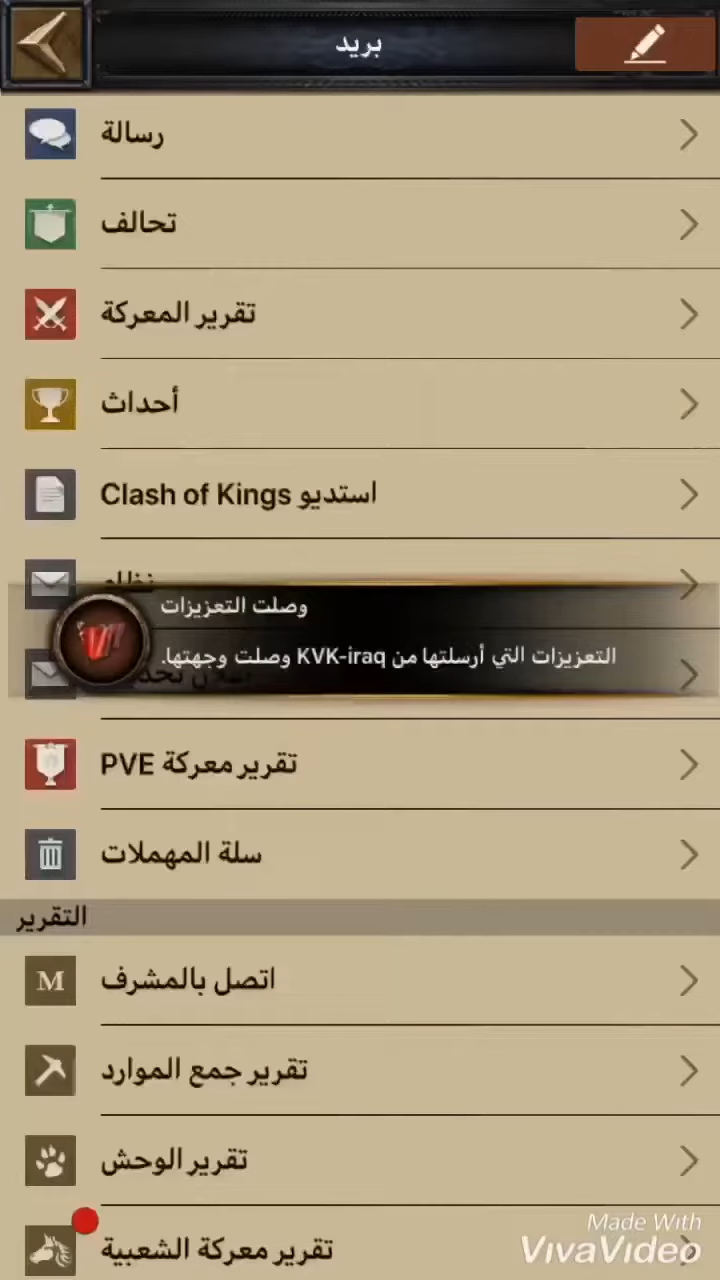 بريد
رسالة
تحالف
تقرير المعركة
أحداث
استديو Clash of Kings
نظام
وصلت التعزيزات
التعزيزات التي أرسلتها من KVK-iraq وصلت وجهتها.
تقرير معركة PVE
سلة المهملات
التقرير
M
اتصل بالمشرف
تقرير جمع الموارد
تقرير الوحش
تقرير معركة الشعبية
Made With
VivaVideo